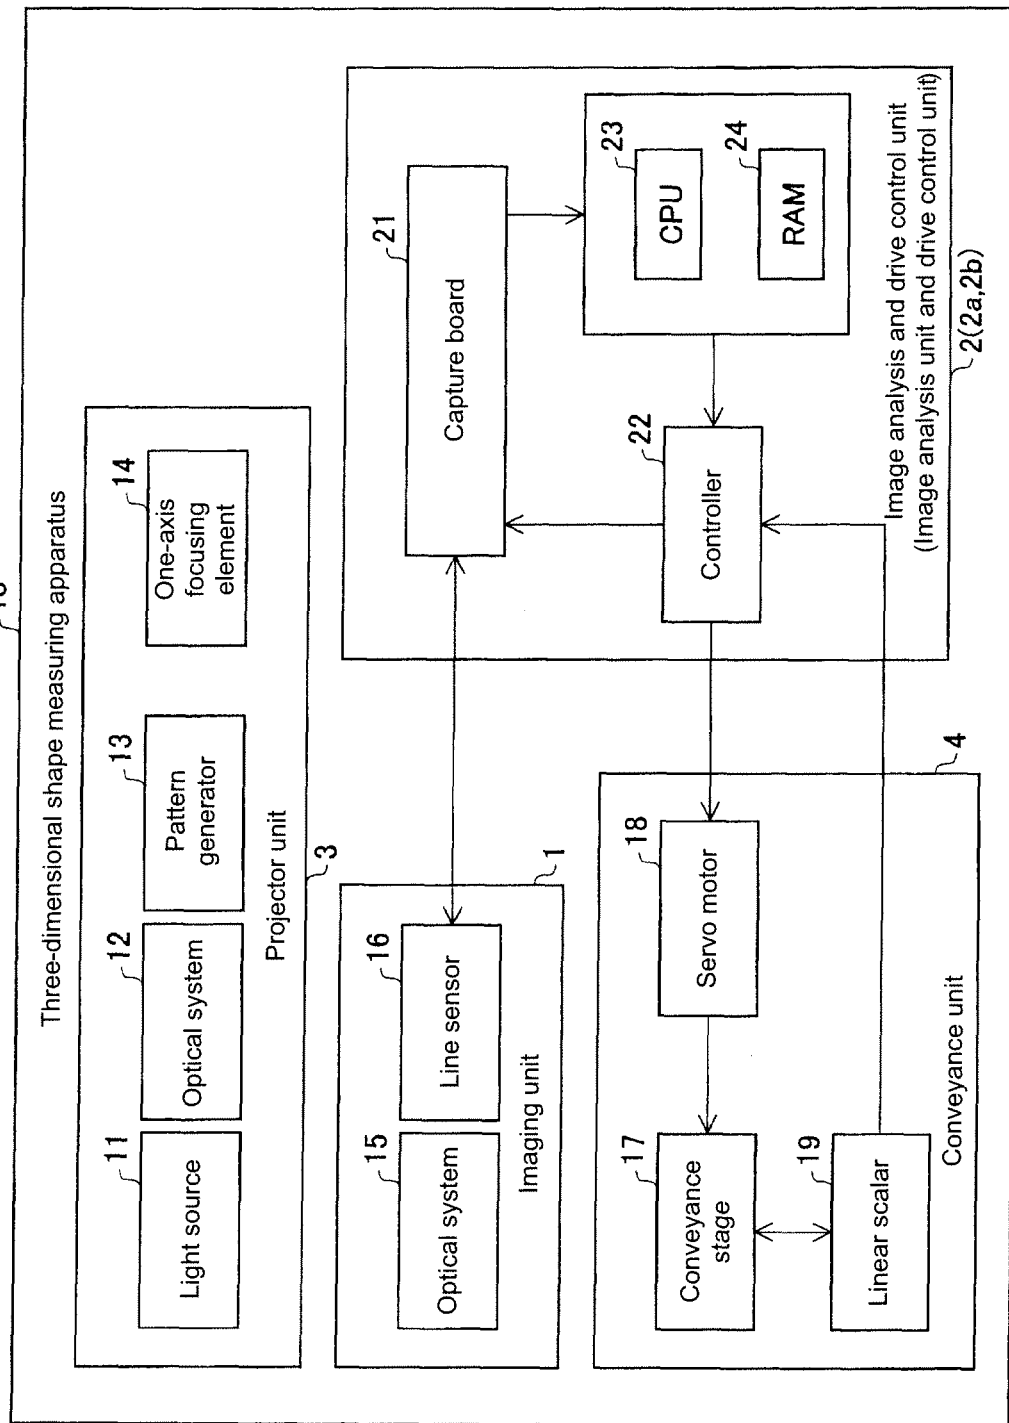 Three-dimensional shape measuring apparatus
11
Light source
12
Optical system
13
Pattern
generator
14
One-axis
focusing
element
Projector unit
3
15
Optical system
16
Line sensor
Imaging unit
1
21
Capture board
23
CPU
24
RAM
22
Controller
Image analysis and drive control unit
(Image analysis unit and drive control unit)
2(2a,2b)
17
Conveyance
stage
18
Servo motor
19
Linear scalar
Conveyance unit
4